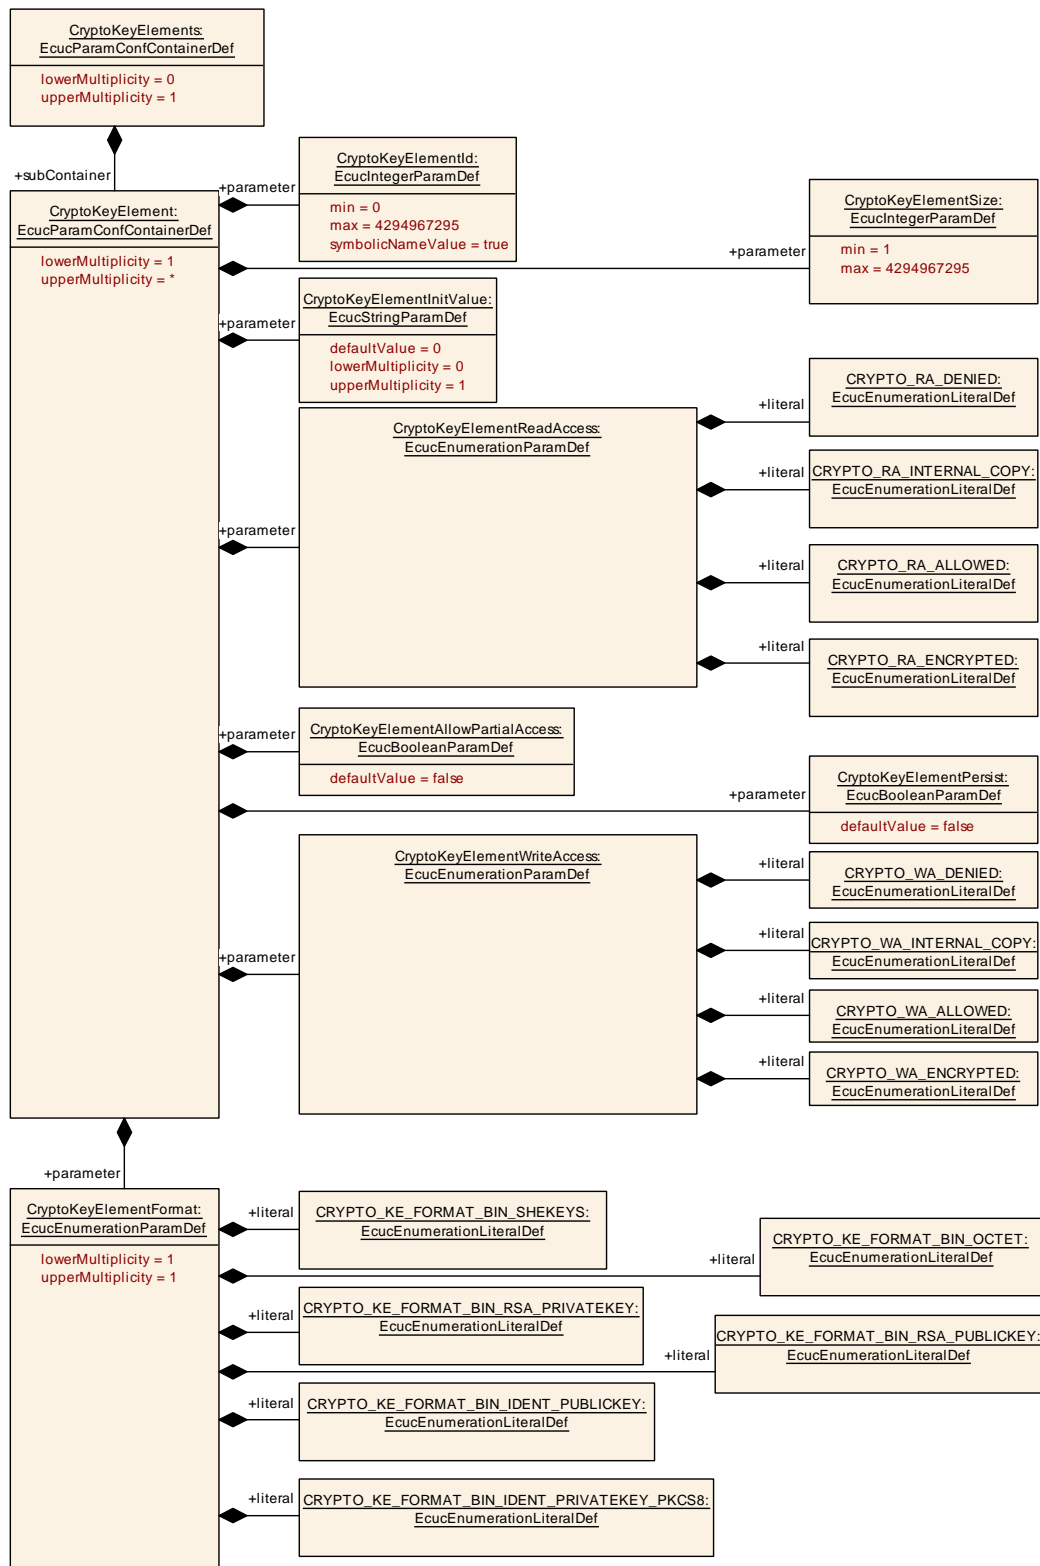 CryptoKeyElements:
EcucParamConfContainerDef
lowerMultiplicity = 0
upperMultiplicity = 1
+subContainer
CryptoKeyElement:
EcucParamConfContainerDef
lowerMultiplicity = 1
upperMultiplicity = *
+parameter
CryptoKeyElementId:
EcucIntegerParamDef
min = 0
max = 4294967295
symbolicNameValue = true
+parameter
CryptoKeyElementSize:
EcucIntegerParamDef
min = 1
max = 4294967295
+parameter
CryptoKeyElementInitValue:
EcucStringParamDef
defaultValue = 0
lowerMultiplicity = 0
upperMultiplicity = 1
+parameter
CryptoKeyElementReadAccess:
EcucEnumerationParamDef
+literal
CRYPTO_RA_DENIED:
EcucEnumerationLiteralDef
+literal
CRYPTO_RA_INTERNAL_COPY:
EcucEnumerationLiteralDef
+literal
CRYPTO_RA_ALLOWED:
EcucEnumerationLiteralDef
+literal
CRYPTO_RA_ENCRYPTED:
EcucEnumerationLiteralDef
+parameter
CryptoKeyElementAllowPartialAccess:
EcucBooleanParamDef
defaultValue = false
+parameter
CryptoKeyElementPersist:
EcucBooleanParamDef
defaultValue = false
+parameter
CryptoKeyElementWriteAccess:
EcucEnumerationParamDef
+literal
CRYPTO_WA_DENIED:
EcucEnumerationLiteralDef
+literal
CRYPTO_WA_INTERNAL_COPY:
EcucEnumerationLiteralDef
+literal
CRYPTO_WA_ALLOWED:
EcucEnumerationLiteralDef
+literal
CRYPTO_WA_ENCRYPTED:
EcucEnumerationLiteralDef
+parameter
CryptoKeyElementFormat:
EcucEnumerationParamDef
lowerMultiplicity = 1
upperMultiplicity = 1
+literal
CRYPTO_KE_FORMAT_BIN_SHEKEYS:
EcucEnumerationLiteralDef
+literal
CRYPTO_KE_FORMAT_BIN_OCTET:
EcucEnumerationLiteralDef
+literal
CRYPTO_KE_FORMAT_BIN_RSA_PRIVATEKEY:
EcucEnumerationLiteralDef
+literal
CRYPTO_KE_FORMAT_BIN_RSA_PUBLICKEY:
EcucEnumerationLiteralDef
+literal
CRYPTO_KE_FORMAT_BIN_IDENT_PUBLICKEY:
EcucEnumerationLiteralDef
+literal
CRYPTO_KE_FORMAT_BIN_IDENT_PRIVATEKEY_PKCS8:
EcucEnumerationLiteralDef